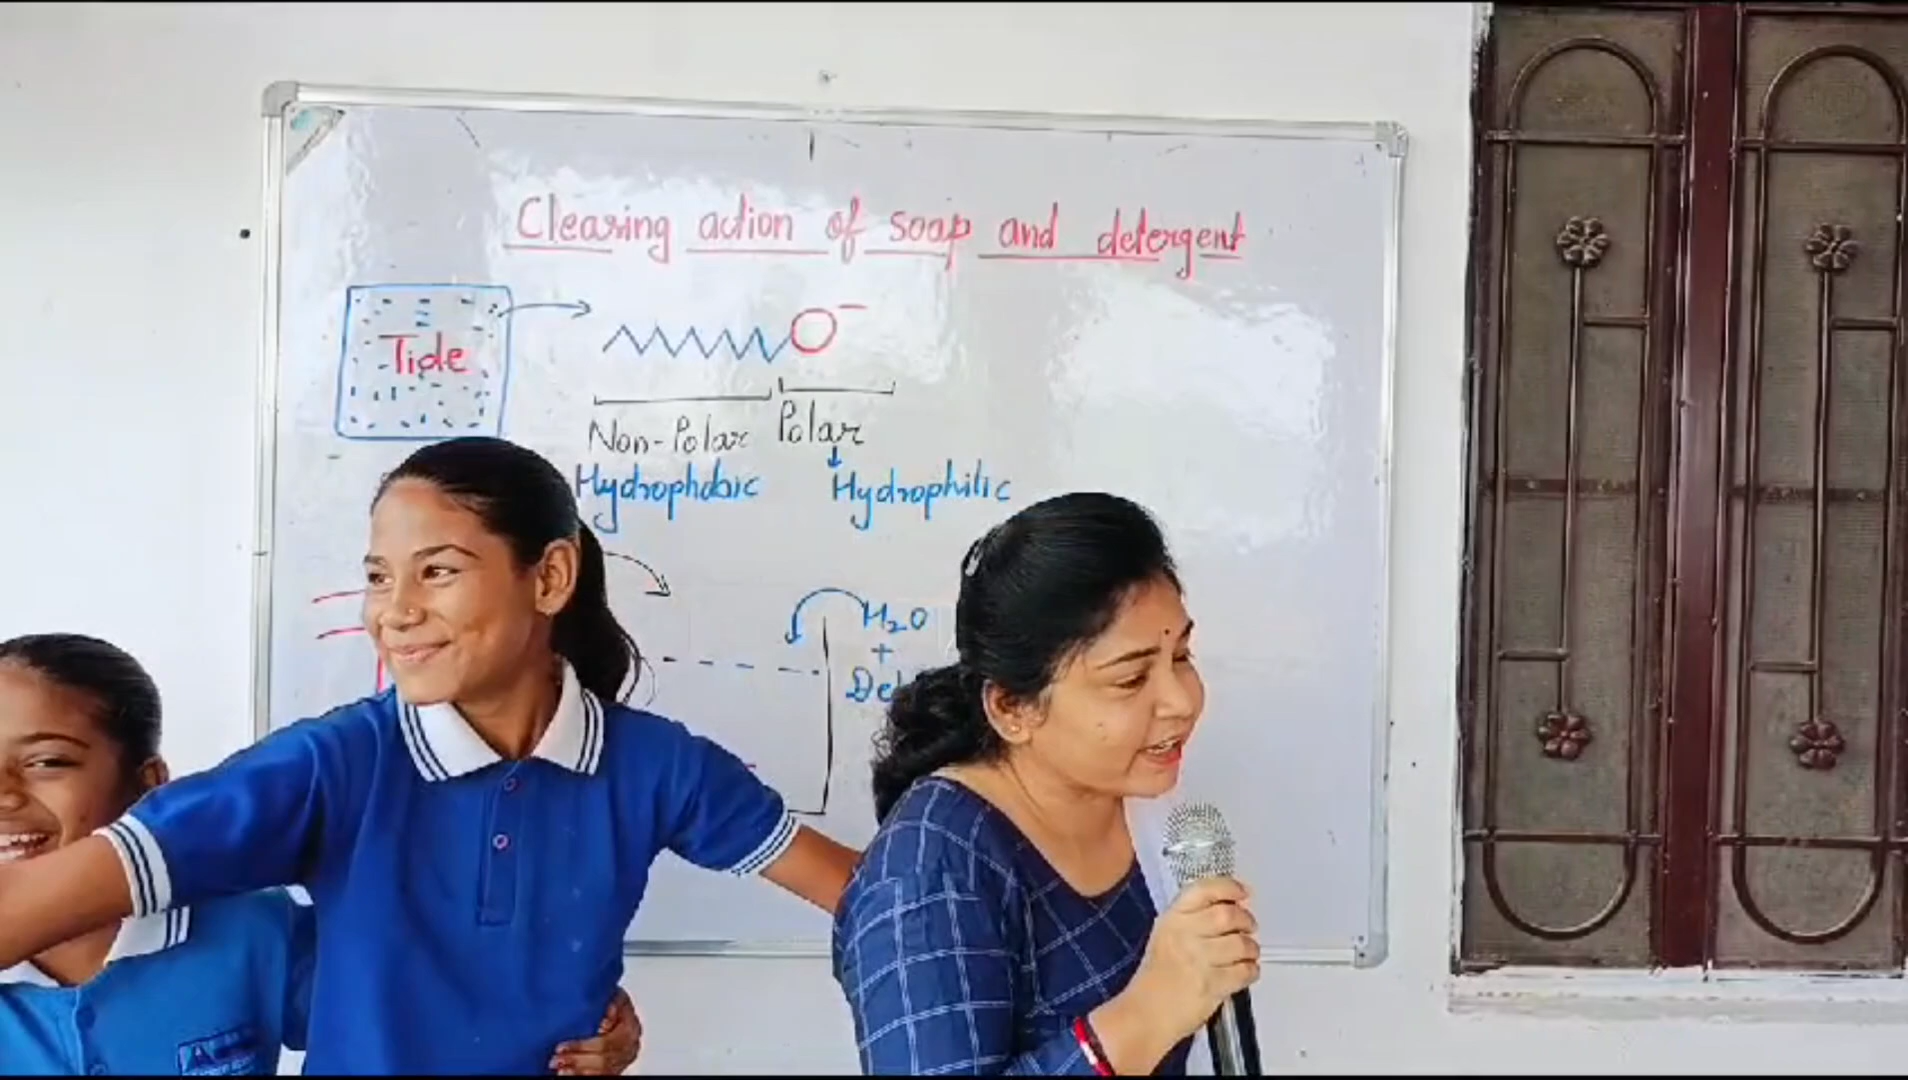 Clearing action of soap and detergent
Tide
O⁻
Non-Polar Polar
Hydrophobic Hydrophilic
H₂O
+